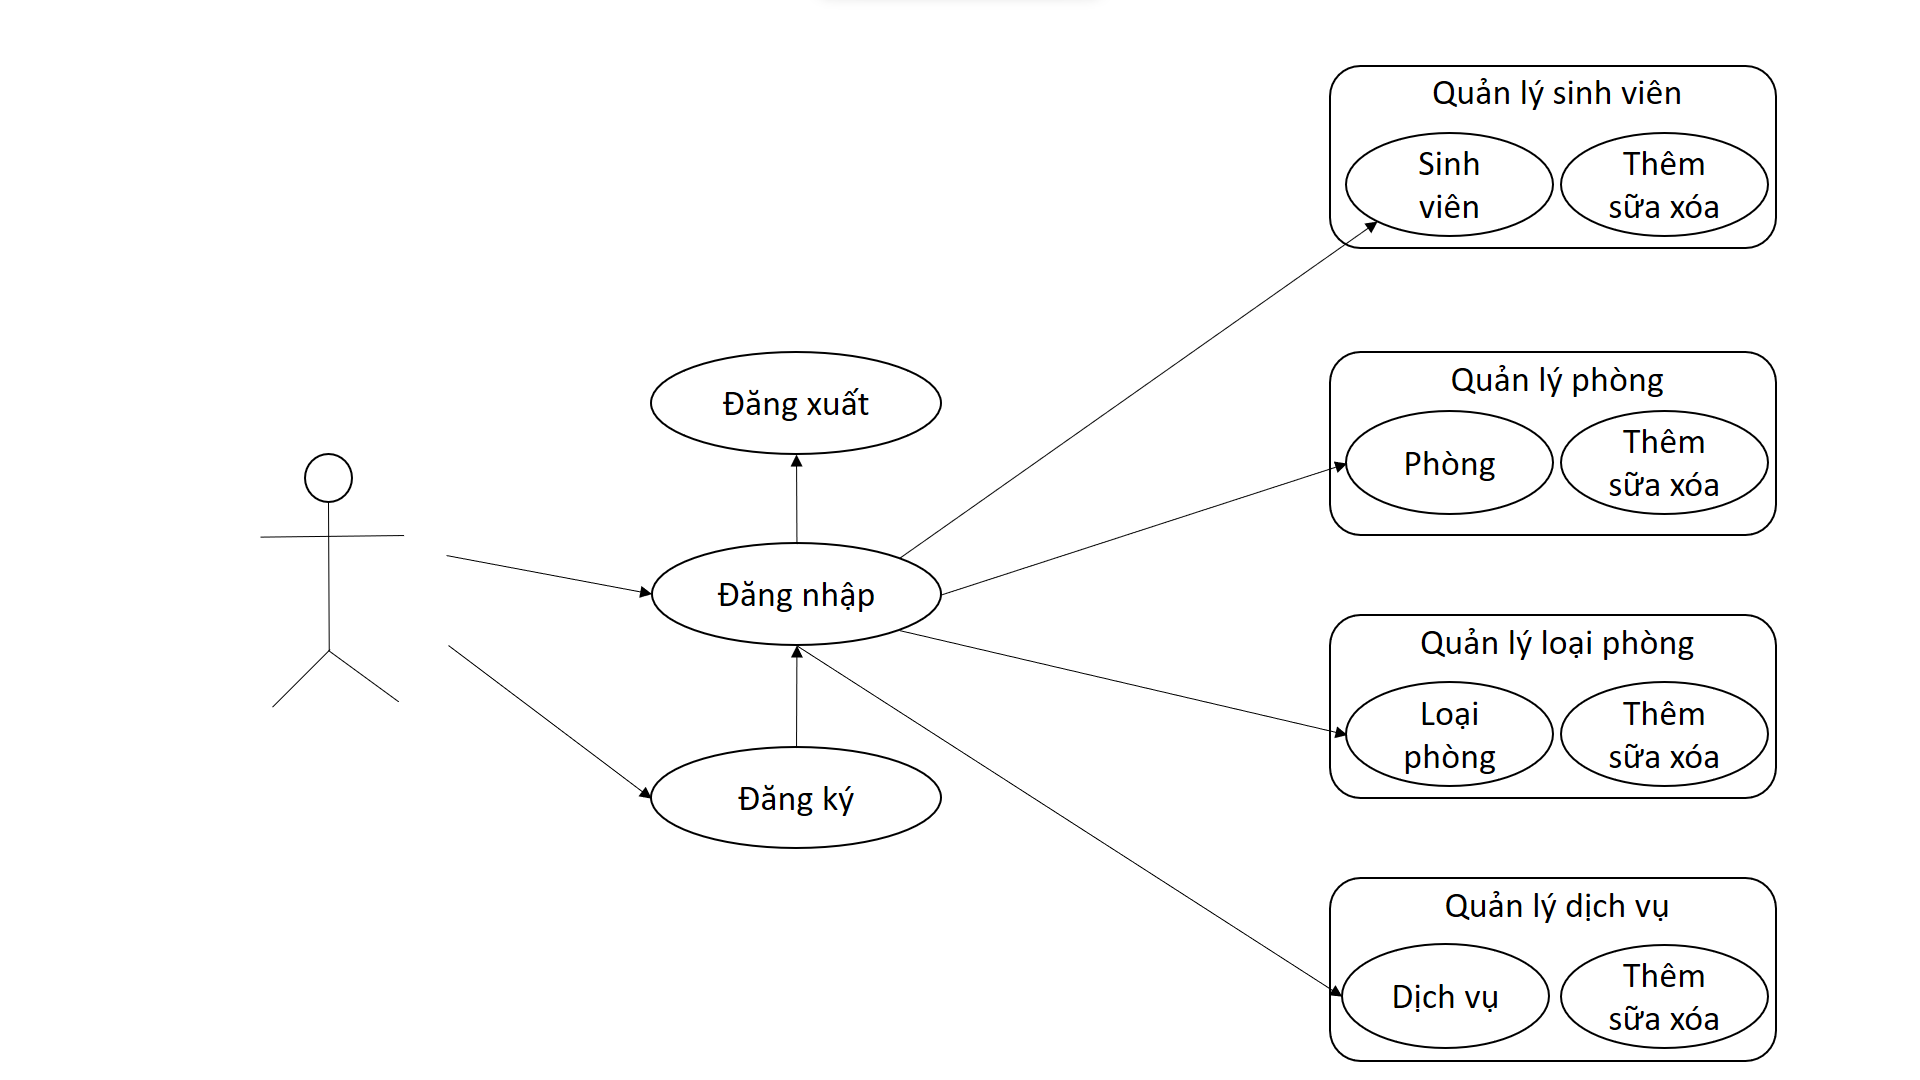 Quản lý sinh viên
Sinh
viên
Thêm
sữa xóa
Đăng xuất
Quản lý phòng
Phòng
Thêm
sữa xóa
Đăng nhập
Quản lý loại phòng
Loại
phòng
Thêm
sữa xóa
Đăng ký
Quản lý dịch vụ
Dịch vụ
Thêm
sữa xóa